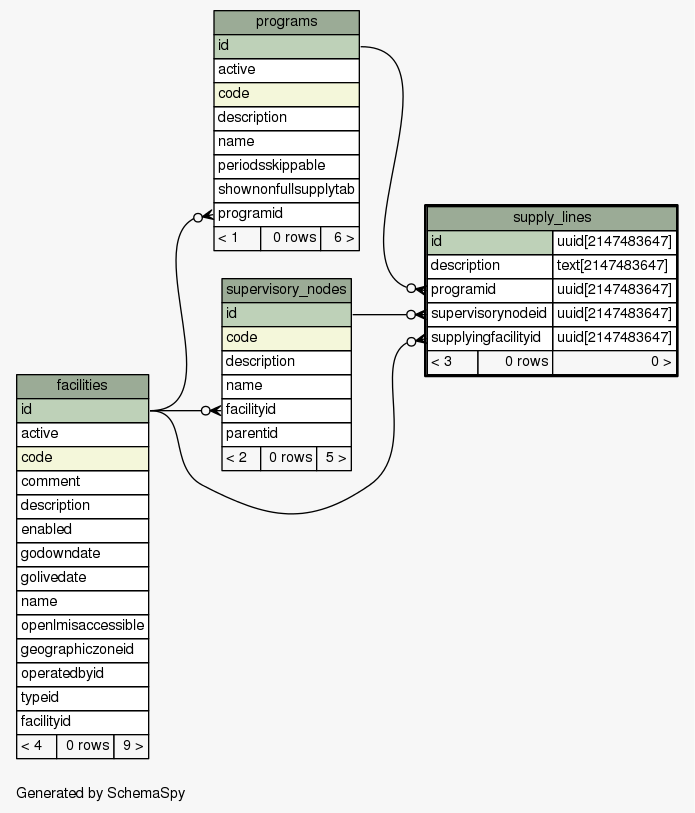 programs
id
active
code
description
name
periodsskippable
shownonfullsupplytab
programid
< 1 0 rows 6 >
supply_lines
id uuid[2147483647]
description text[2147483647]
programid uuid[2147483647]
supervisorynodeid uuid[2147483647]
supplyingfacilityid uuid[2147483647]
< 3 0 rows 0 >
supervisory_nodes
id
code
description
name
facilityid
parentid
< 2 0 rows 5 >
facilities
id
active
code
comment
description
enabled
godowndate
golivedate
name
openlmisaccessible
geographiczoneid
operatedbyid
typeid
facilityid
< 4 0 rows 9 >
Generated by SchemaSpy